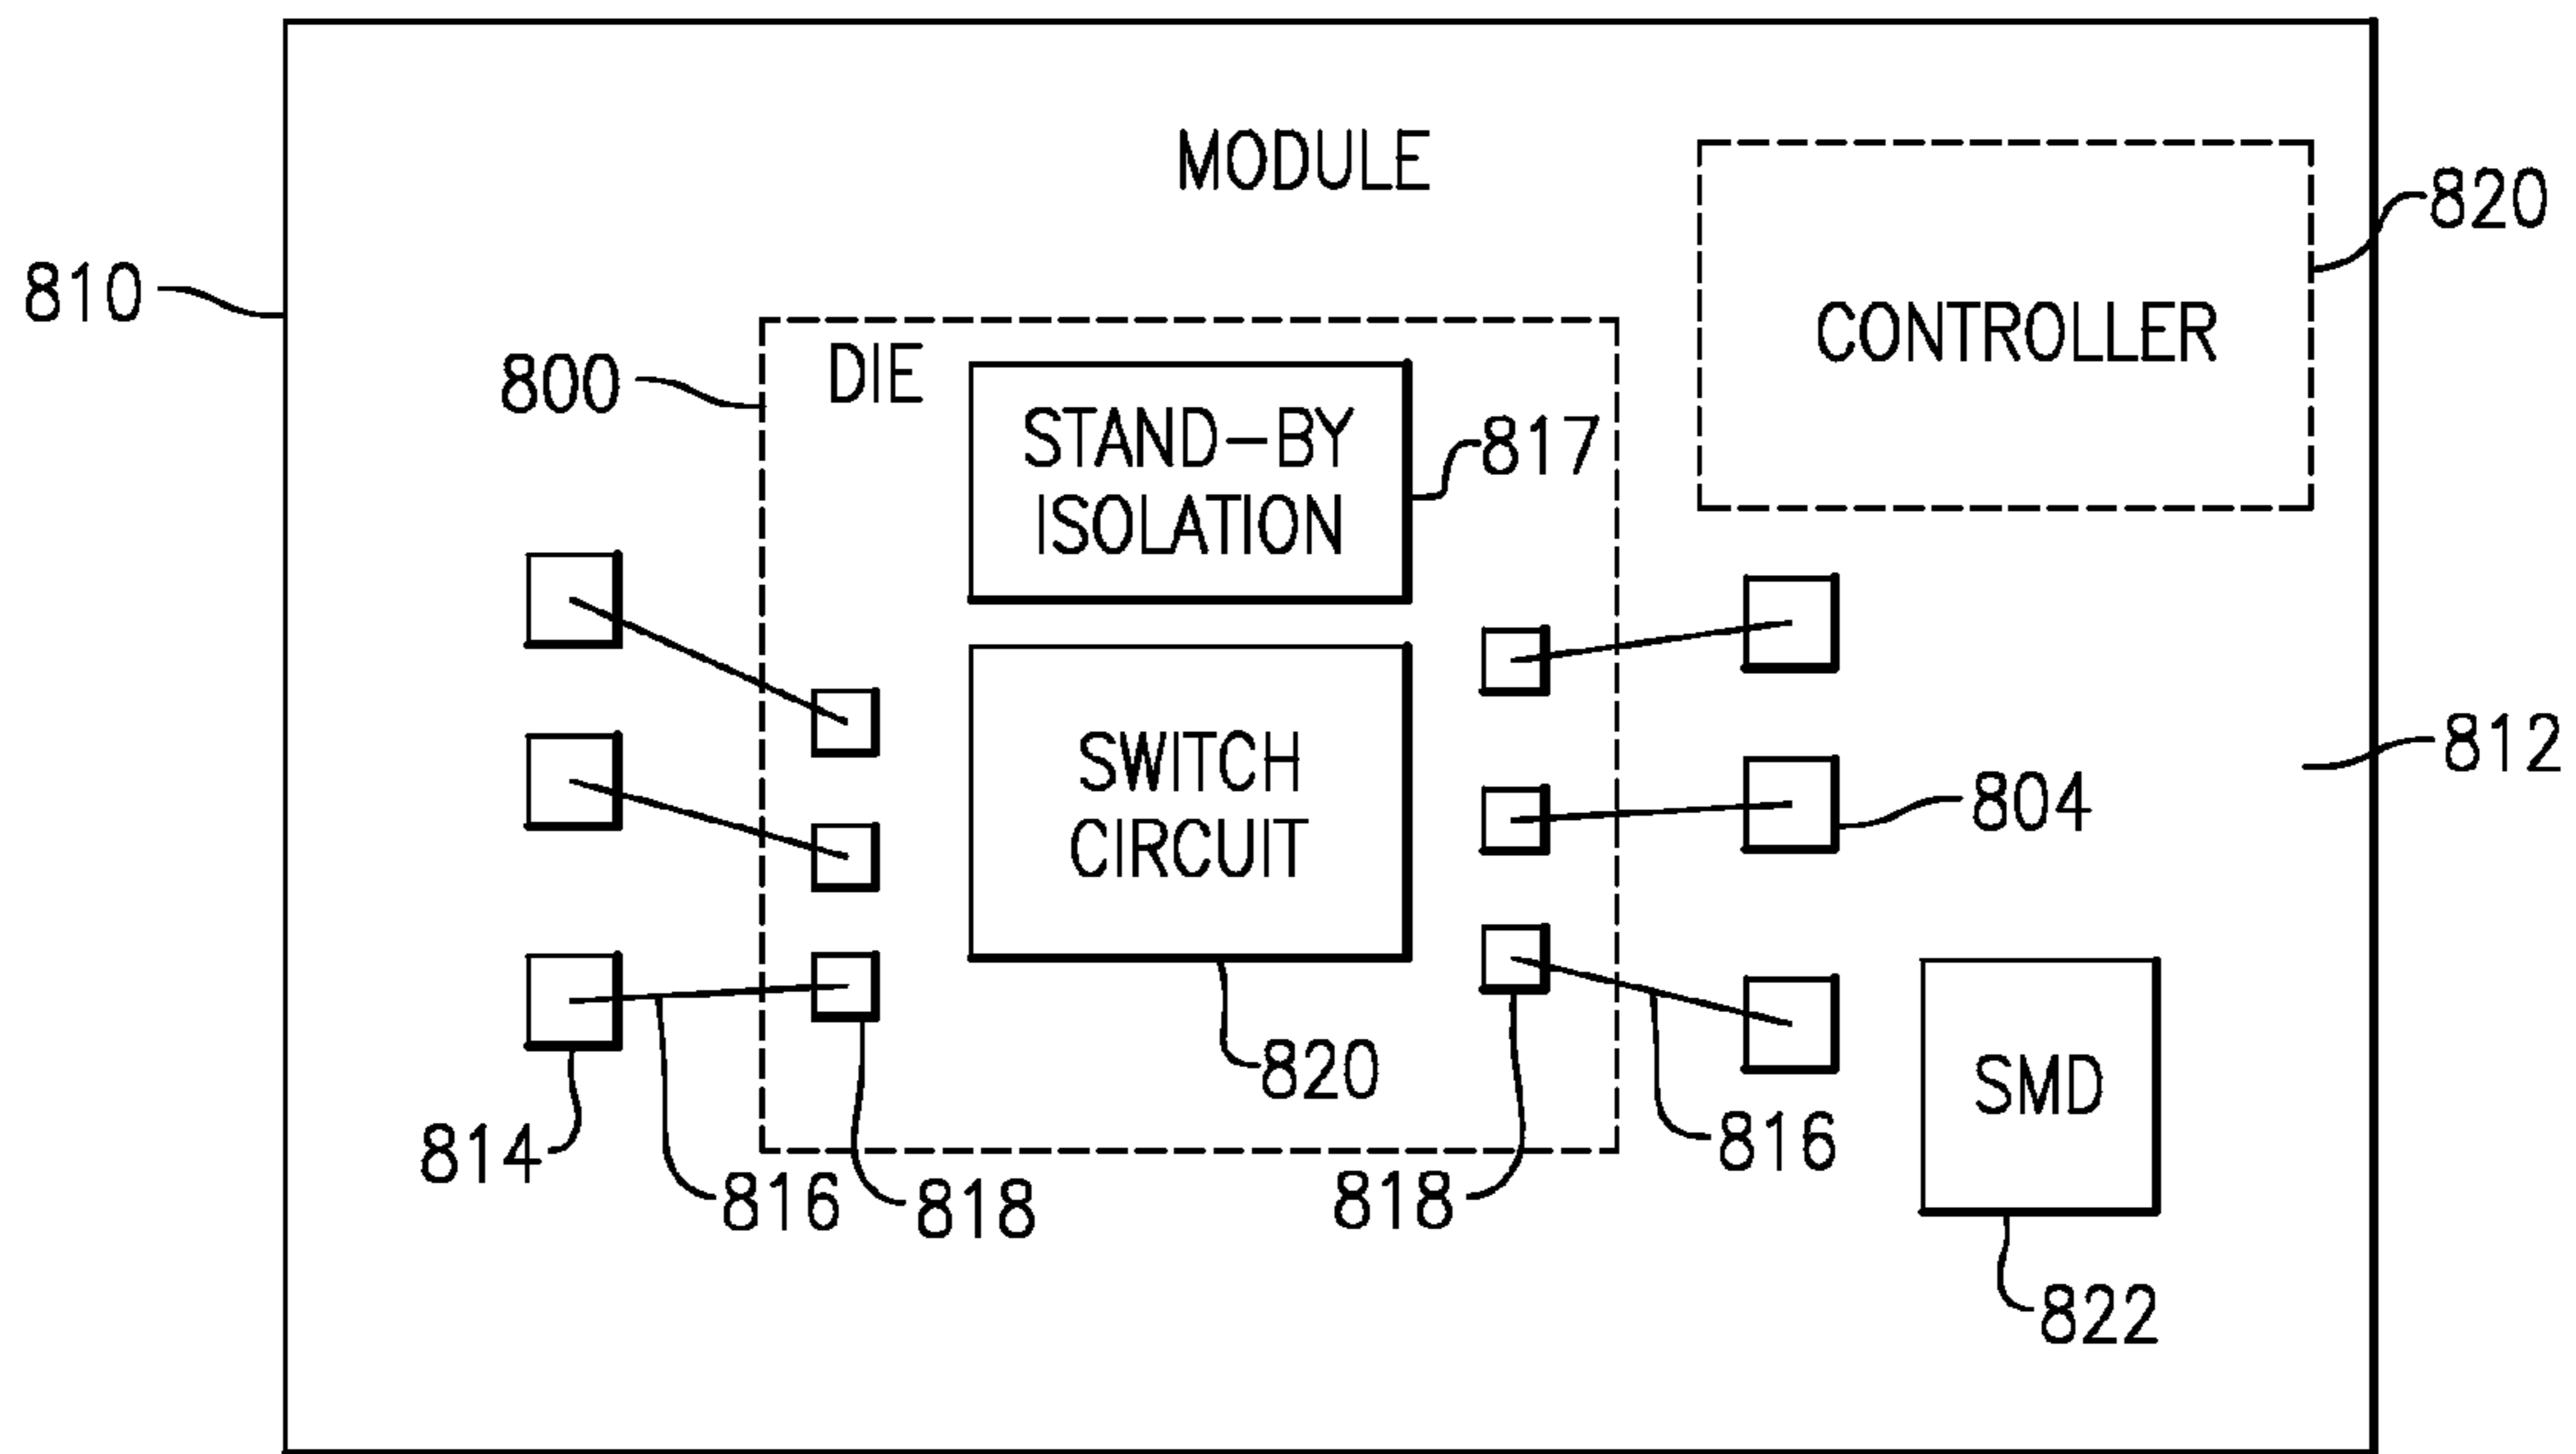 MODULE
820
CONTROLLER
810
800
DIE
STAND-BY
ISOLATION
817
SWITCH
CIRCUIT
812
804
820
SMD
814
816
818
818
816
822